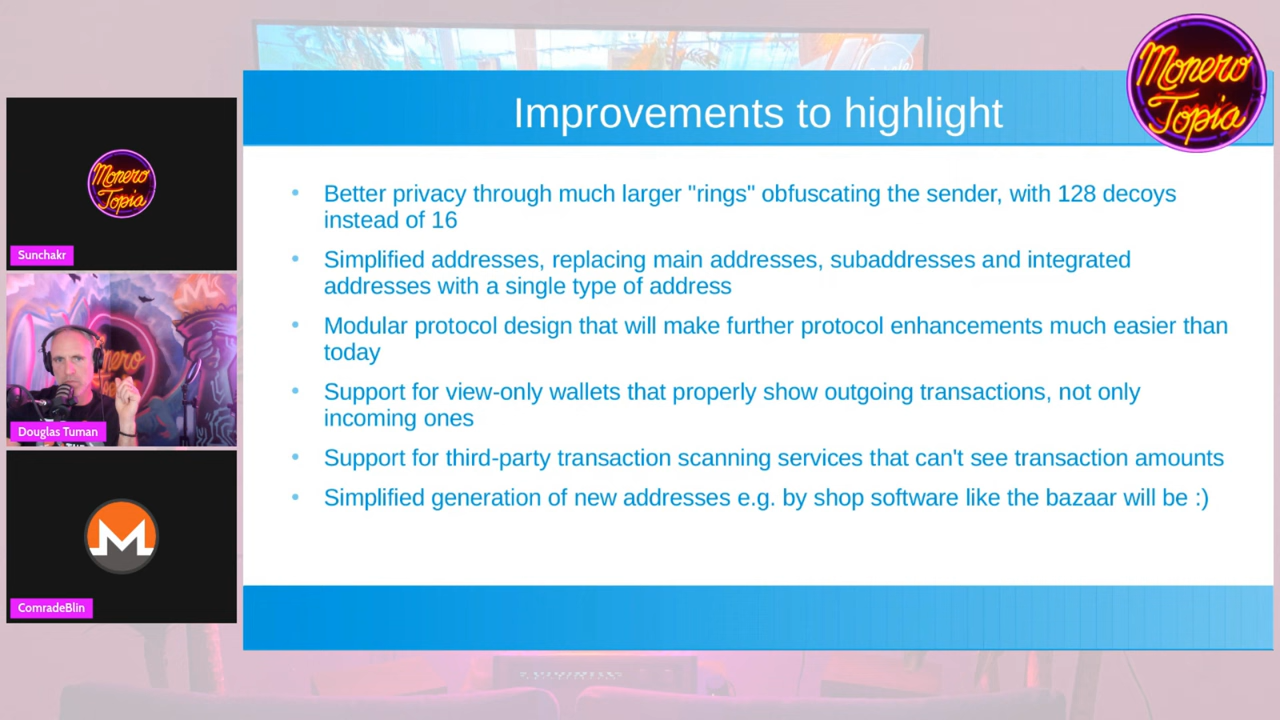 Improvements to highlight
Monero
Topia
• Better privacy through much larger "rings" obfuscating the sender, with 128 decoys
instead of 16
• Simplified addresses, replacing main addresses, subaddresses and integrated
addresses with a single type of address
• Modular protocol design that will make further protocol enhancements much easier than
today
• Support for view-only wallets that properly show outgoing transactions, not only
incoming ones
• Support for third-party transaction scanning services that can't see transaction amounts
• Simplified generation of new addresses e.g. by shop software like the bazaar will be :)
Monero
Topia
Sunchakr
Douglas Tuman
ComradeBlin